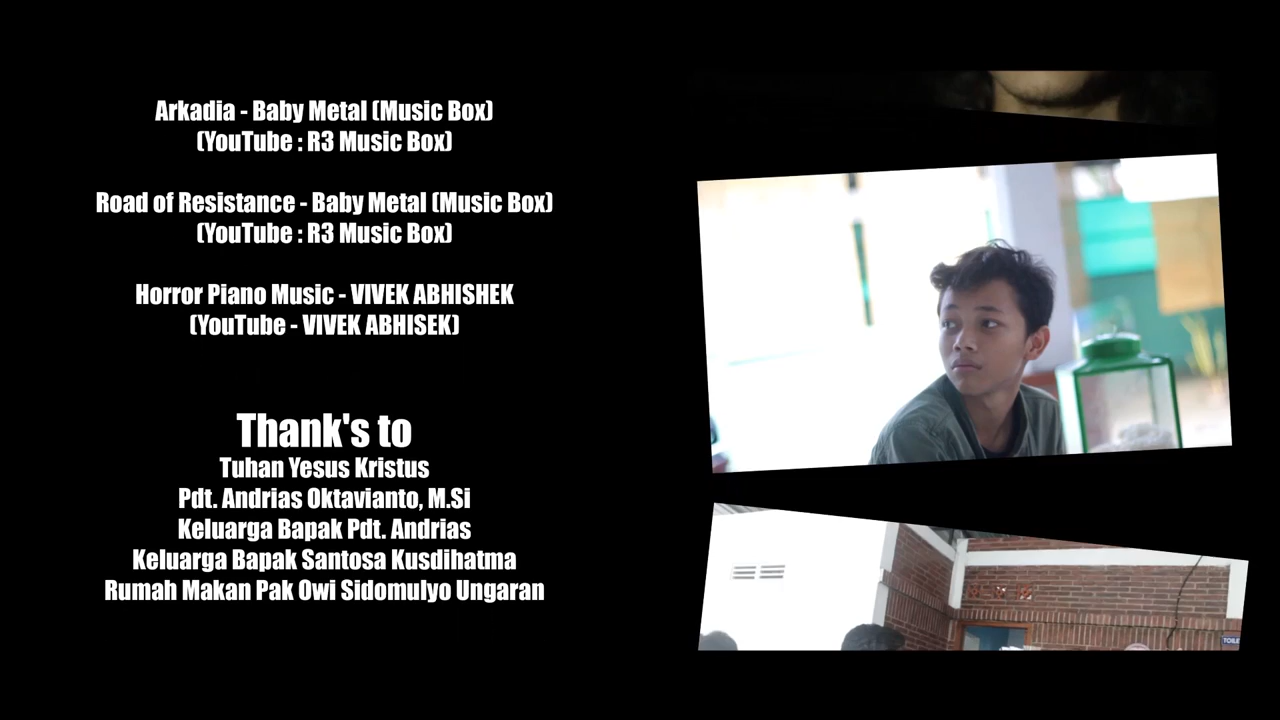 Arkadia - Baby Metal (Music Box)
(YouTube : R3 Music Box)
Road of Resistance - Baby Metal (Music Box)
(YouTube : R3 Music Box)
Horror Piano Music - VIVEK ABHISHEK
(YouTube - VIVEK ABHISEK)
Thank's to
Tuhan Yesus Kristus
Pdt. Andrias Oktavianto, M.Si
Keluarga Bapak Pdt. Andrias
Keluarga Bapak Santosa Kusdihatma
Rumah Makan Pak Owi Sidomulyo Ungaran